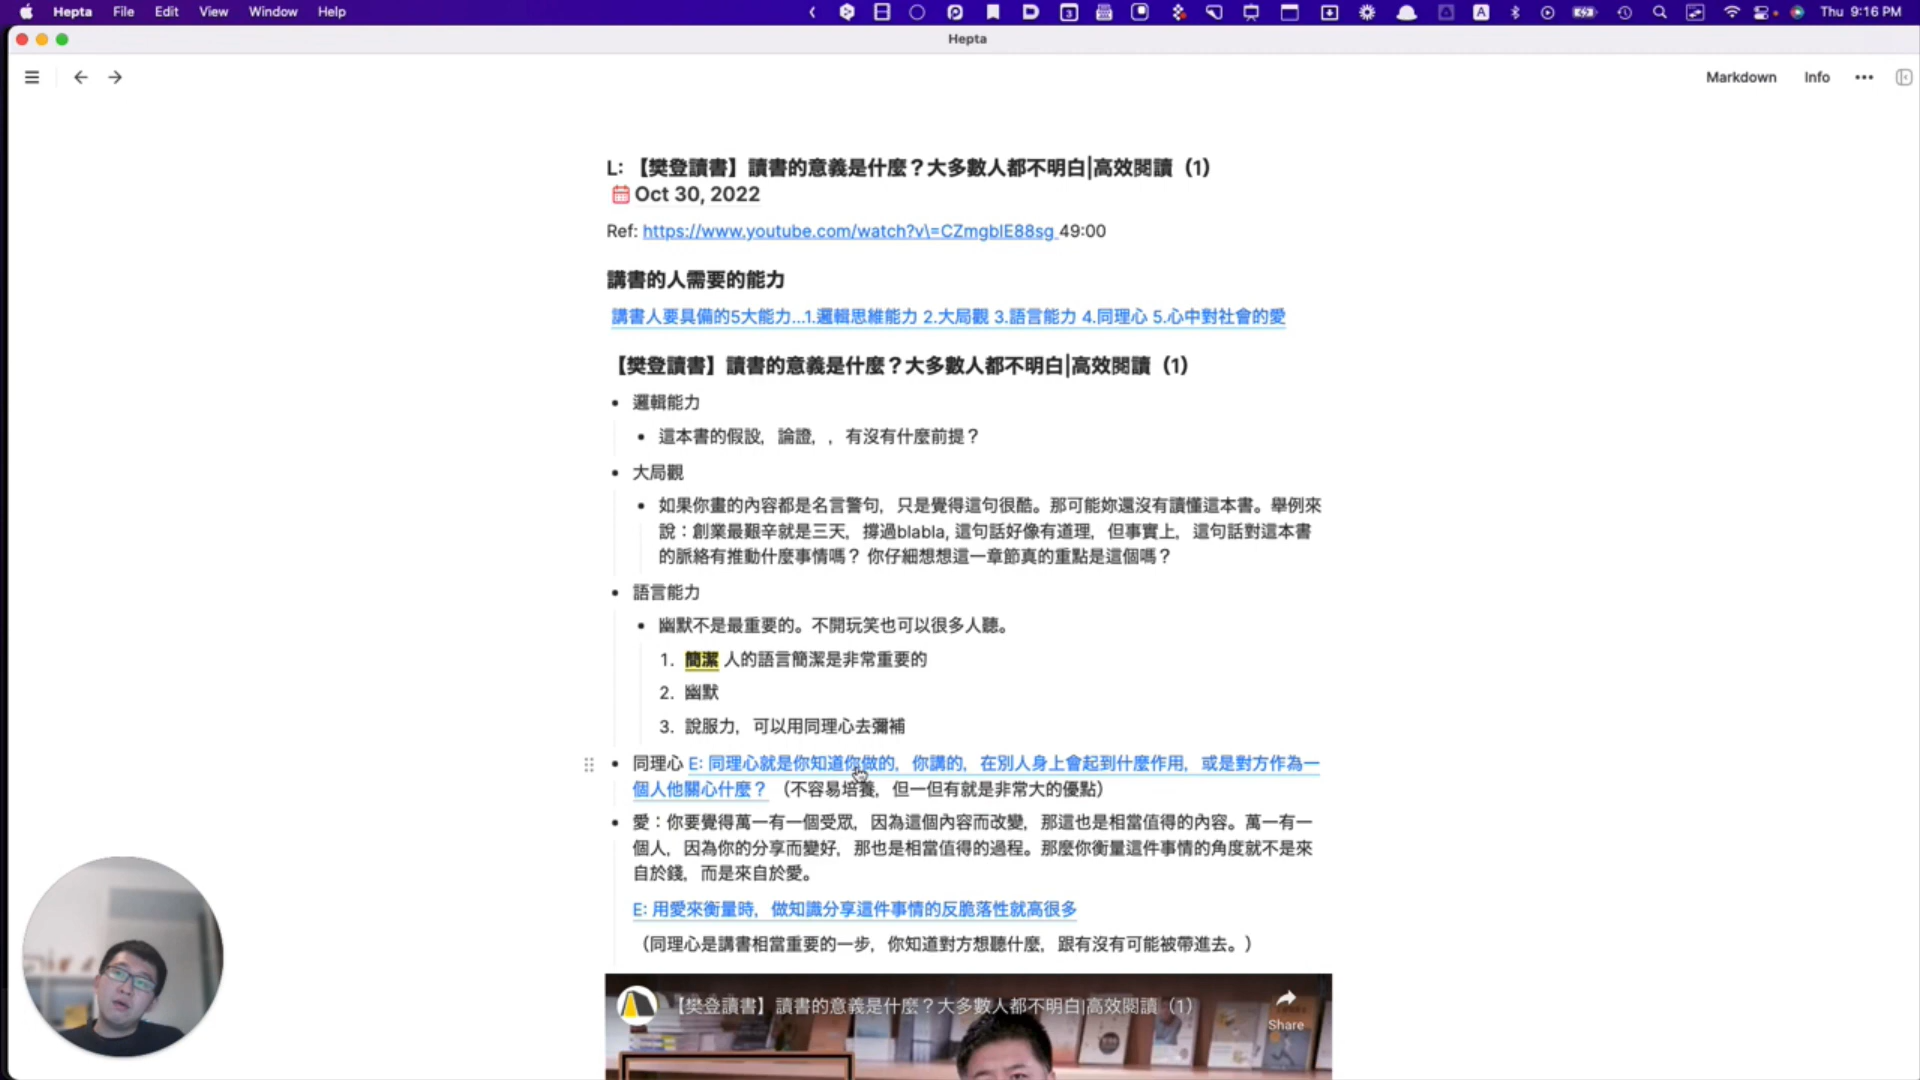 Hepta File Edit View Window Help
Thu 9:16 PM
Hepta
Markdown Info
L: 【樊登讀書】讀書的意義是什麼？大多數人都不明白|高效閱讀（1）
Oct 30, 2022
Ref: https://www.youtube.com/watch?v\=CZmgblE88sg 49:00
講書的人需要的能力
講書人要具備的5大能力...1.邏輯思維能力 2.大局觀 3.語言能力 4.同理心 5.心中對社會的愛
【樊登讀書】讀書的意義是什麼？大多數人都不明白|高效閱讀（1）
• 邏輯能力
• 這本書的假設，論證，，有沒有什麼前提？
• 大局觀
• 如果你畫的內容都是名言警句，只是覺得這句很酷。那可能妳還沒有讀懂這本書。舉例來
說：創業最艱辛就是三天，撐過blabla, 這句話好像有道理，但事實上，這句話對這本書
的脈絡有推動什麼事情嗎？ 你仔細想想這一章節真的重點是這個嗎？
• 語言能力
• 幽默不是最重要的。不開玩笑也可以很多人聽。
1. 簡潔 人的語言簡潔是非常重要的
2. 幽默
3. 說服力，可以用同理心去彌補
• 同理心 E: 同理心就是你知道你做的，你講的，在別人身上會起到什麼作用，或是對方作為一
個人他關心什麼？ （不容易培養，但一但有就是非常大的優點）
• 愛：你要覺得萬一有一個受眾，因為這個內容而改變，那這也是相當值得的內容。萬一有一
個人，因為你的分享而變好，那也是相當值得的過程。那麼你衡量這件事情的角度就不是來
自於錢，而是來自於愛。
E: 用愛來衡量時，做知識分享這件事情的反脆落性就高很多
（同理心是講書相當重要的一步，你知道對方想聽什麼，跟有沒有可能被帶進去。）
【樊登讀書】讀書的意義是什麼？大多數人都不明白|高效閱讀（1）
Share